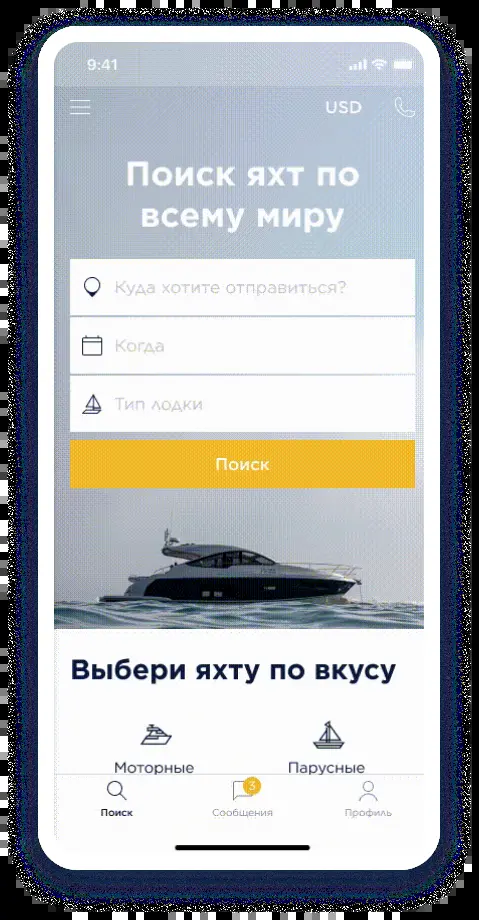 9:41
USD
Поиск яхт по
всему миру
Куда хотите отправиться?
Когда
Тип лодки
Поиск
Выбери яхту по вкусу
Моторные
Парусные
3
Поиск
Сообщения
Профиль